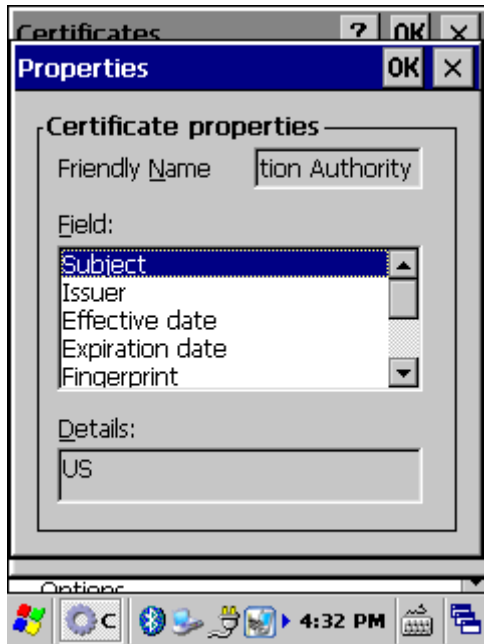 Certificates ? OK ×
Properties OK ×
Certificate properties
Friendly Name tion Authority
Field:
Subject
Issuer
Effective date
Expiration date
Fingerprint
Details:
US
Options
C 4:32 PM